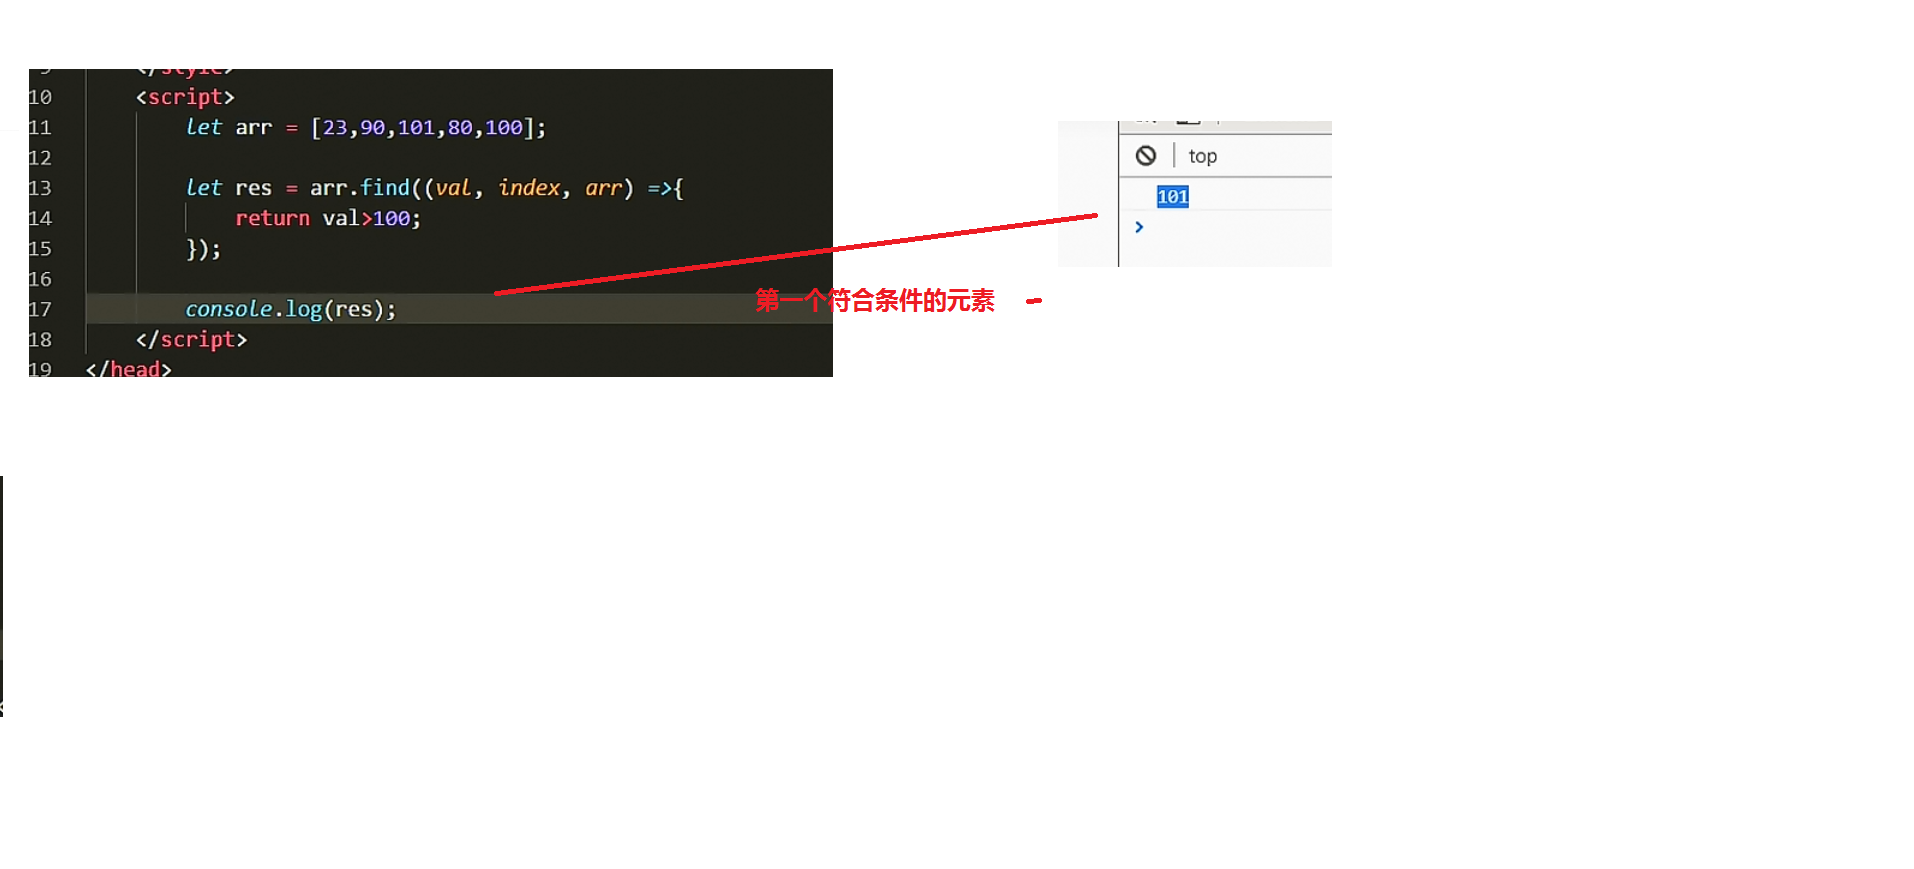 9 </style>
10 <script>
11 let arr = [23,90,101,80,100];
12
13 let res = arr.find((val, index, arr) =>{
14 return val>100;
15 });
16
17 console.log(res);
18 </script>
19 </head>
top
101
第一个符合条件的元素